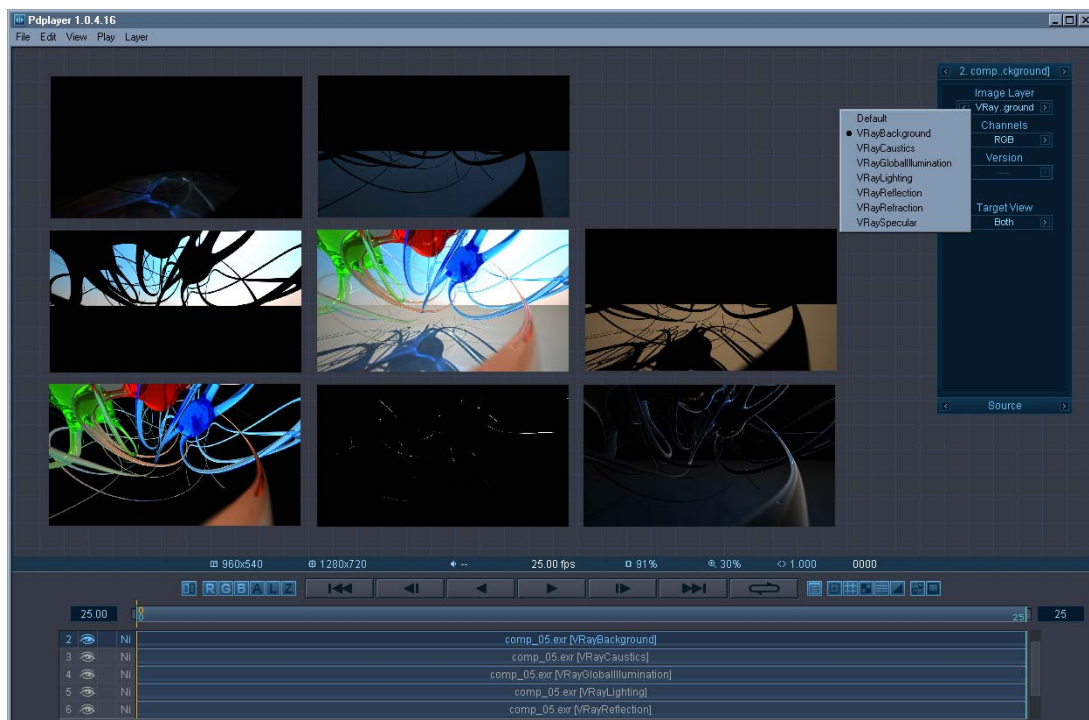 Pdplayer 1.0.4.16
File Edit View Play Layer
2. comp..ckground]
Image Layer
VRay..ground
Channels
RGB
Version
---
Target View
Both
Source
Default
VRayBackground
VRayCaustics
VRayGlobalIllumination
VRayLighting
VRayReflection
VRayRefraction
VRaySpecular
960x540 1280x720 -- 25.00 fps 91% 30% 1.000 0000
R G B A L Z
25.00 0 0 25 25
2 Ni comp_05.exr [VRayBackground]
3 Ni comp_05.exr [VRayCaustics]
4 Ni comp_05.exr [VRayGlobalIllumination]
5 Ni comp_05.exr [VRayLighting]
6 Ni comp_05.exr [VRayReflection]